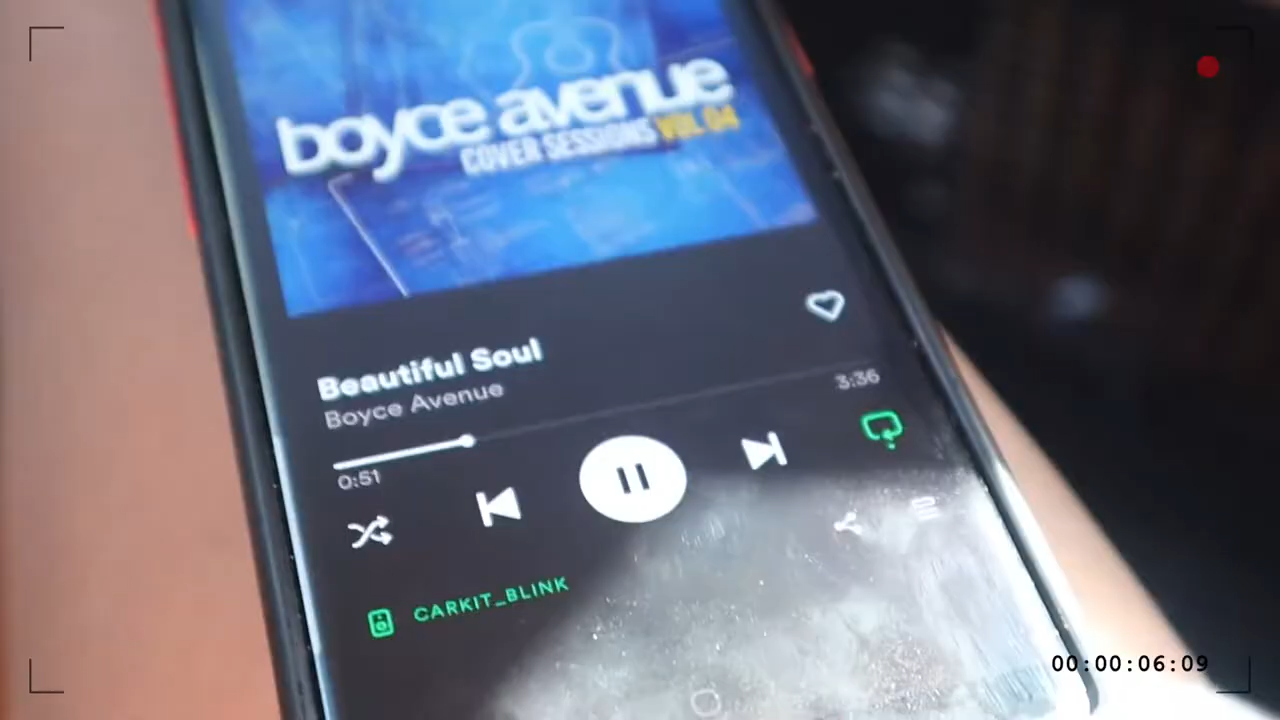 boyce avenue
COVER SESSIONS VOL 04
Beautiful Soul
Boyce Avenue
0:51
3:36
CARKIT_BLINK
00:00:06:09